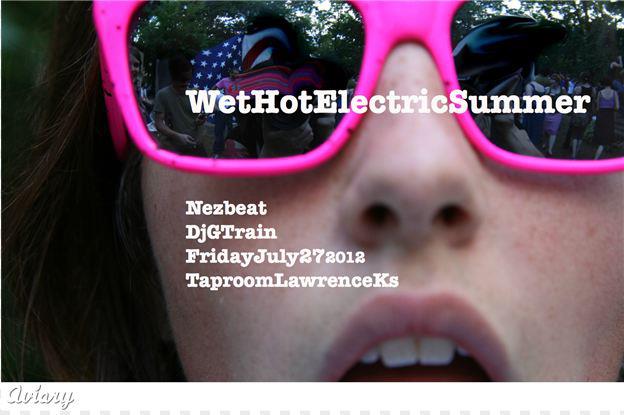 WetHotElectricSummer
Nezbeat
DjGTrain
FridayJuly272012
TaproomLawrenceKs
aviary